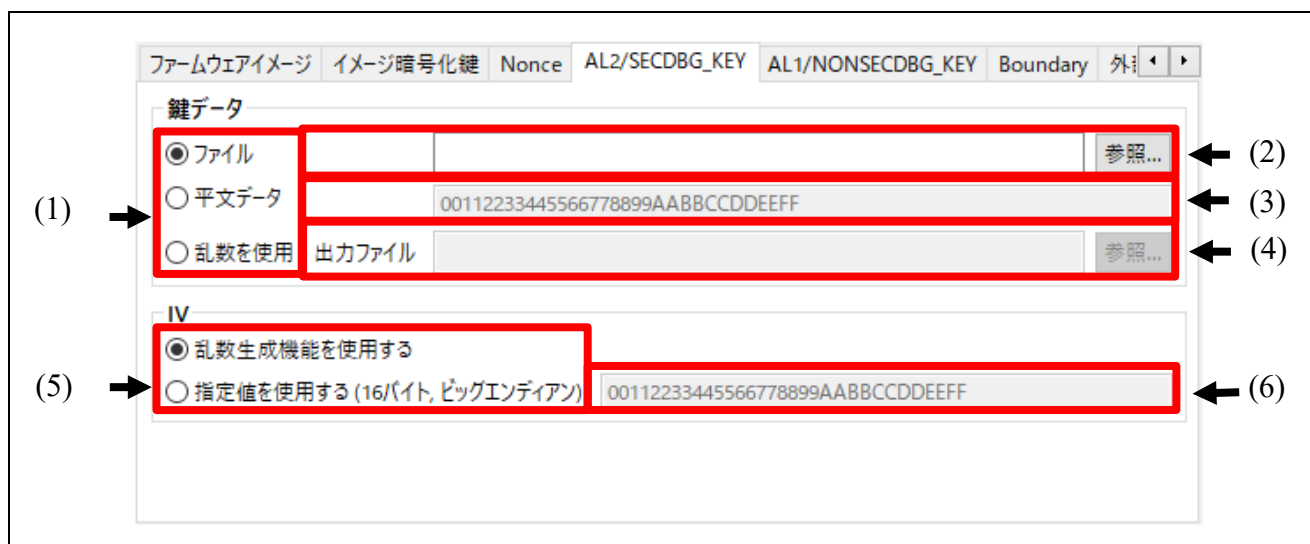 ファームウェアイメージ イメージ暗号化鍵 Nonce AL2/SECDBG_KEY AL1/NONSECDBG_KEY Boundary 外
鍵データ
ファイル 参照... (2)
(1) 平文データ 00112233445566778899AABBCCDDEEFF (3)
乱数を使用 出力ファイル 参照... (4)
IV
乱数生成機能を使用する
(5) 指定値を使用する (16バイト, ビッグエンディアン) 00112233445566778899AABBCCDDEEFF (6)